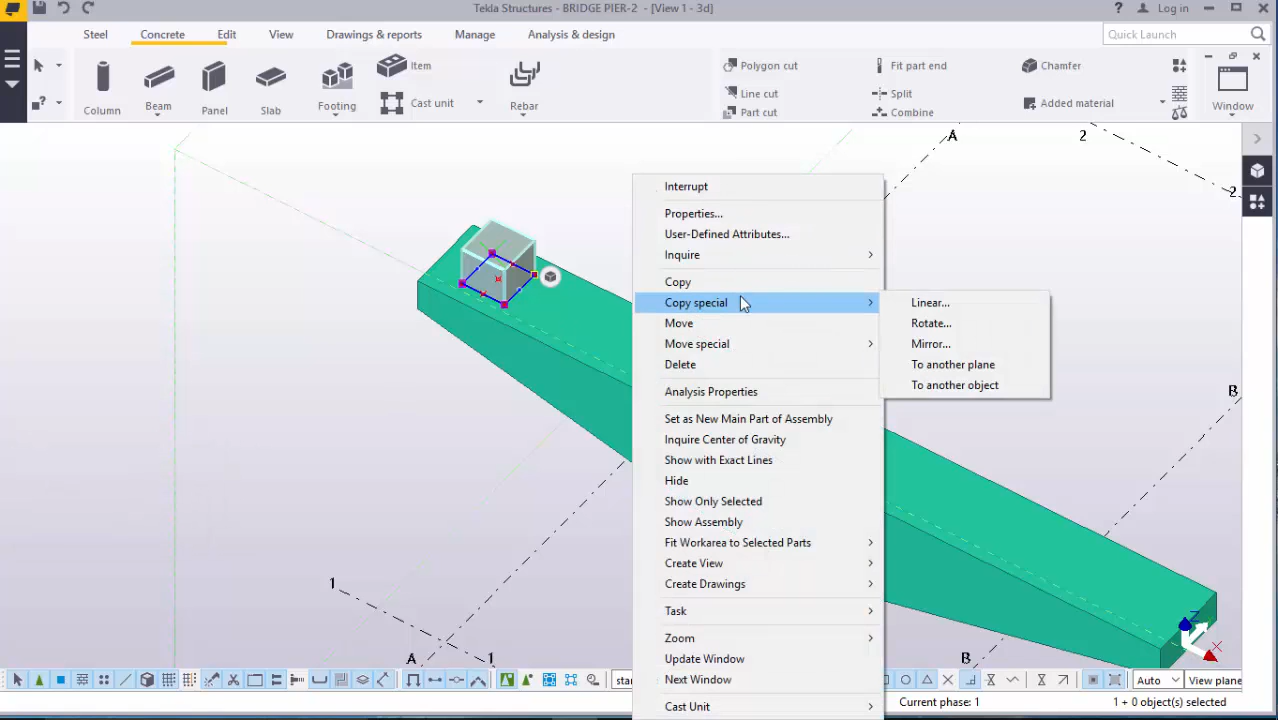 Tekla Structures - BRIDGE PIER-2 - [View 1 - 3d]
? Log in
Steel Concrete Edit View Drawings & reports Manage Analysis & design Quick Launch
Column
Beam
Panel
Slab
Footing
Item
Cast unit
Rebar
Polygon cut
Line cut
Part cut
Fit part end
Split
Combine
Chamfer
Added material
Window
A
2
2
B
1
A
1
B
Z
X
Interrupt
Properties...
User-Defined Attributes...
Inquire
Copy
Copy special
Move
Move special
Delete
Analysis Properties
Set as New Main Part of Assembly
Inquire Center of Gravity
Show with Exact Lines
Hide
Show Only Selected
Show Assembly
Fit Workarea to Selected Parts
Create View
Create Drawings
Task
Zoom
Update Window
Next Window
Cast Unit
Linear...
Rotate...
Mirror...
To another plane
To another object
star
Auto
View plane
Current phase: 1
1 + 0 object(s) selected